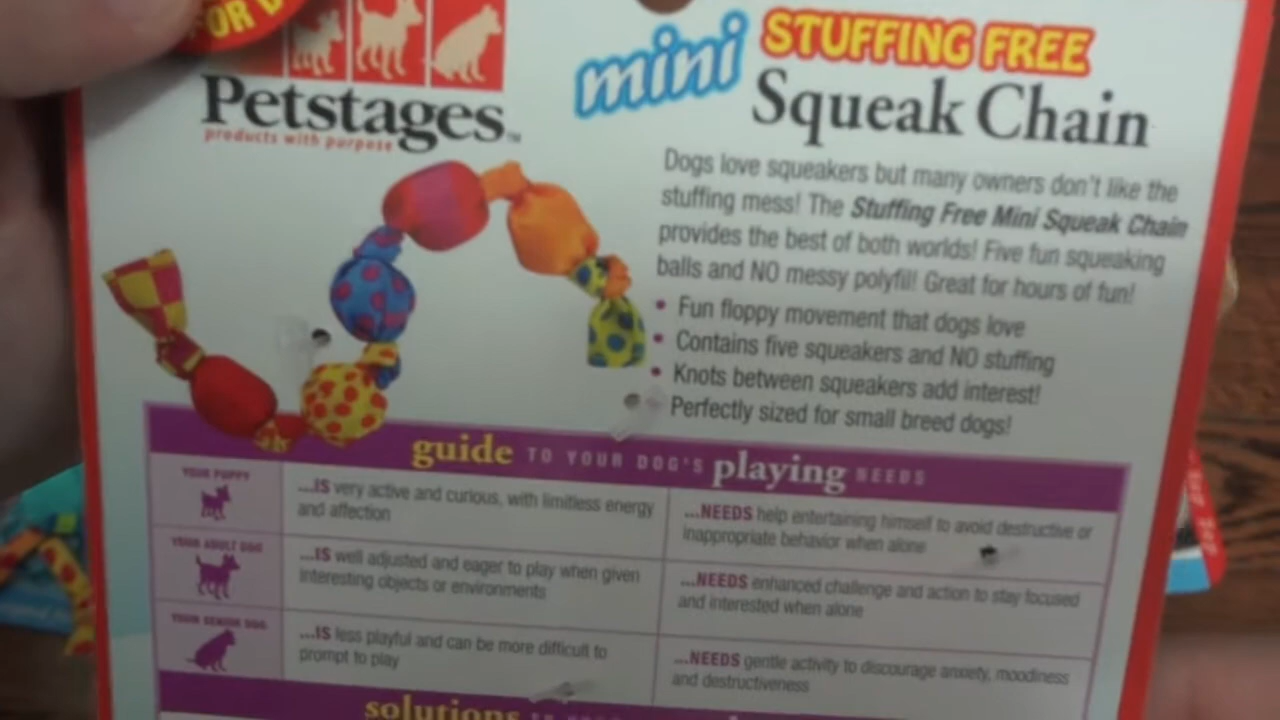 FOR D
Petstages™
products with purpose
mini STUFFING FREE
Squeak Chain
Dogs love squeakers but many owners don't like the
stuffing mess! The Stuffing Free Mini Squeak Chain
provides the best of both worlds! Five fun squeaking
balls and NO messy polyfil! Great for hours of fun!
• Fun floppy movement that dogs love
• Contains five squeakers and NO stuffing
• Knots between squeakers add interest!
Perfectly sized for small breed dogs!
guide TO YOUR DOG'S playing NEEDS
YOUR PUPPY
...IS very active and curious, with limitless energy
and affection
...NEEDS help entertaining himself to avoid destructive or
inappropriate behavior when alone
YOUR ADULT DOG
...IS well adjusted and eager to play when given
interesting objects or environments
...NEEDS enhanced challenge and action to stay focused
and interested when alone
YOUR SENIOR DOG
...IS less playful and can be more difficult to
prompt to play
...NEEDS gentle activity to discourage anxiety, moodiness
and destructiveness
solutions